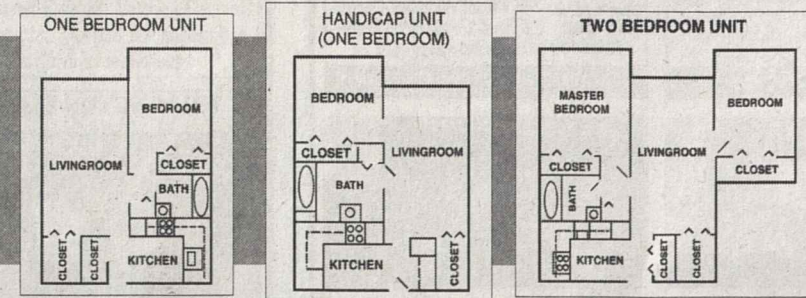 ONE BEDROOM UNIT
BEDROOM
LIVINGROOM
CLOSET
BATH
CLOSET
CLOSET
KITCHEN
HANDICAP UNIT
(ONE BEDROOM)
BEDROOM
CLOSET
LIVINGROOM
BATH
KITCHEN
CLOSET
TWO BEDROOM UNIT
MASTER
BEDROOM
BEDROOM
LIVINGROOM
CLOSET
CLOSET
BATH
KITCHEN
CLOSET
CLOSET